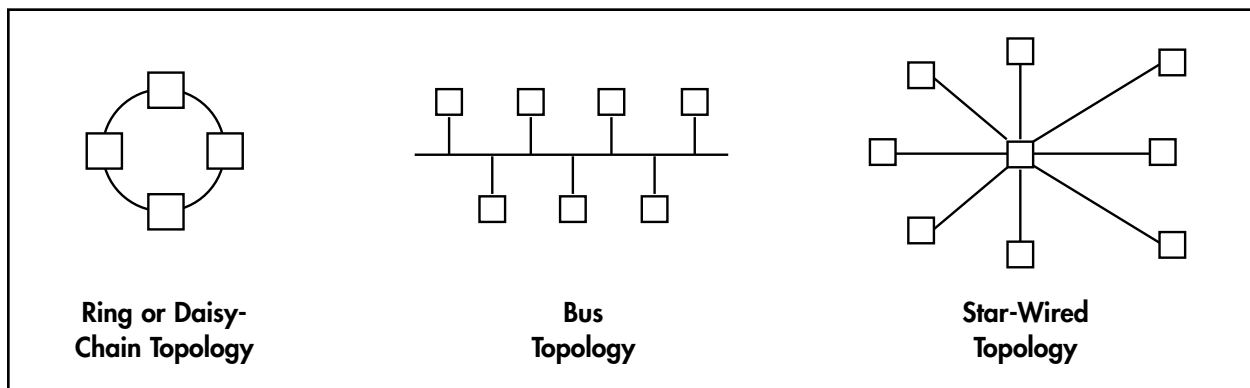 Ring or Daisy-
Chain Topology
Bus
Topology
Star-Wired
Topology